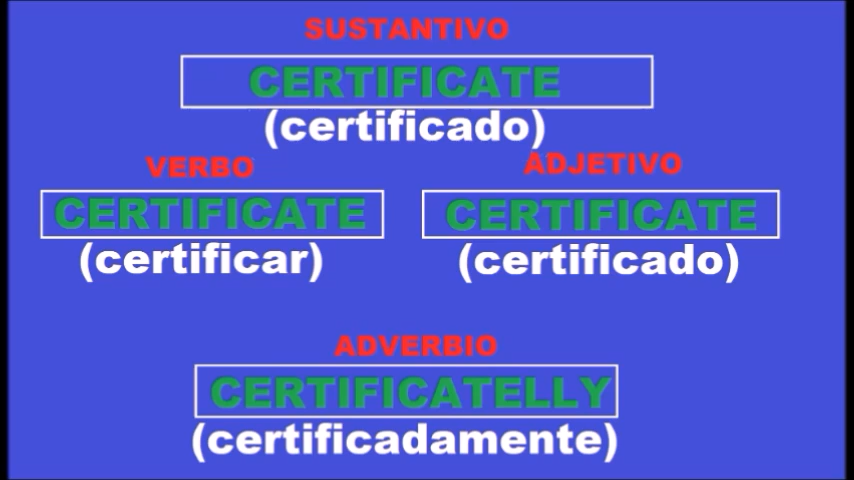 SUSTANTIVO
CERTIFICATE
(certificado)
VERBO
CERTIFICATE
(certificar)
ADJETIVO
CERTIFICATE
(certificado)
ADVERBIO
CERTIFICATELLY
(certificadamente)